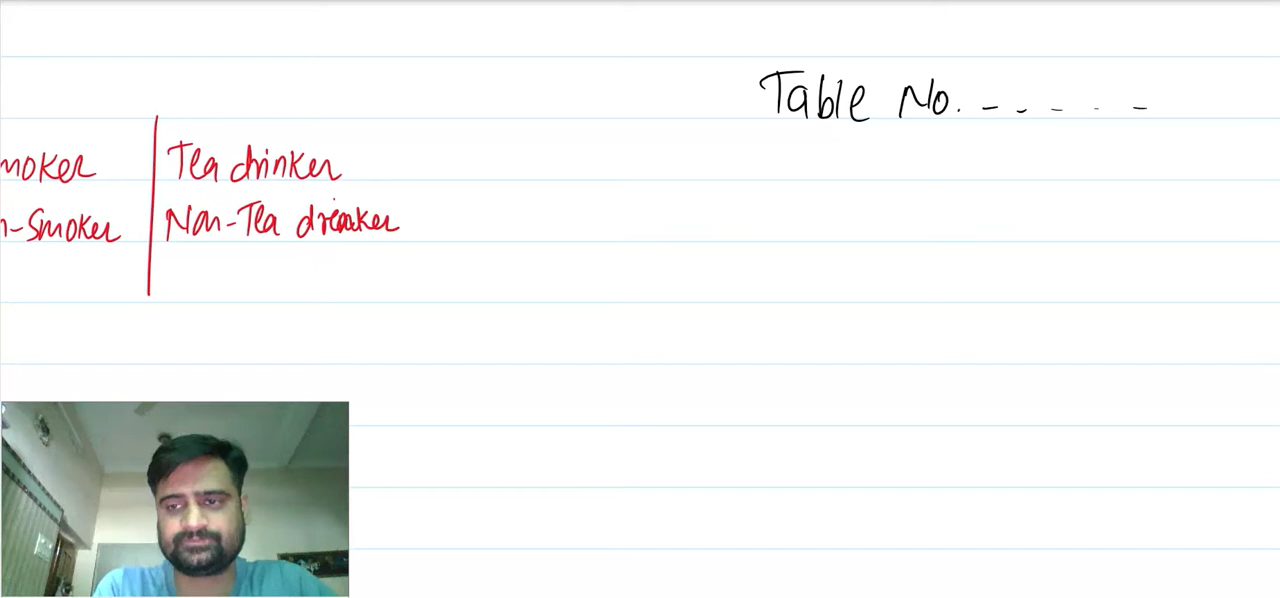 Table No. - - - - -
moker | Tea drinker
n-Smoker | Non-Tea drinker